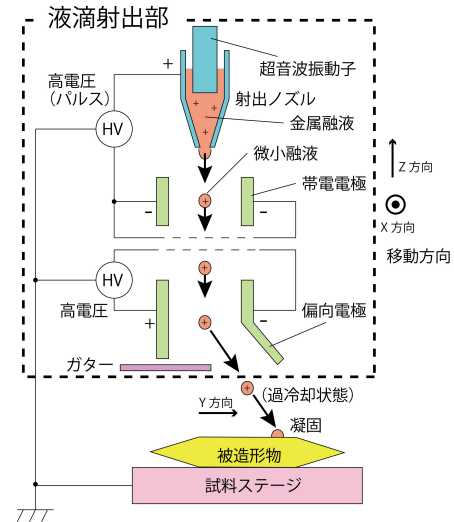 液滴射出部
超音波振動子
高電圧
（パルス）
+
射出ノズル
HV
+
+
+
金属融液
微小融液
Z 方向
帯電電極
+
-
-
X 方向
移動方向
+
HV
高電圧
偏向電極
+
+
-
ガター
+
（過冷却状態）
Y 方向
凝固
被造形物
試料ステージ